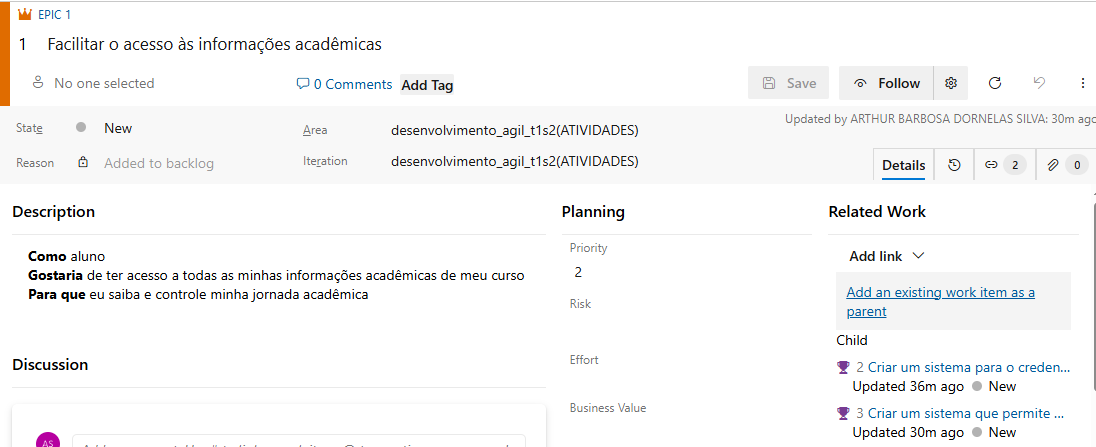 EPIC 1
1 Facilitar o acesso às informações acadêmicas
No one selected
0 Comments
Add Tag
Save
Follow
State
New
Area
desenvolvimento_agil_t1s2(ATIVIDADES)
Updated by ARTHUR BARBOSA DORNELAS SILVA: 30m ago
Reason
Added to backlog
Iteration
desenvolvimento_agil_t1s2(ATIVIDADES)
Details
2
0
Description
Como aluno
Gostaria de ter acesso a todas as minhas informações acadêmicas de meu curso
Para que eu saiba e controle minha jornada acadêmica
Discussion
AS
Planning
Priority
2
Risk
Effort
Business Value
Related Work
Add link
Add an existing work item as a
parent
Child
2 Criar um sistema para o creden...
Updated 36m ago New
3 Criar um sistema que permite ...
Updated 30m ago New